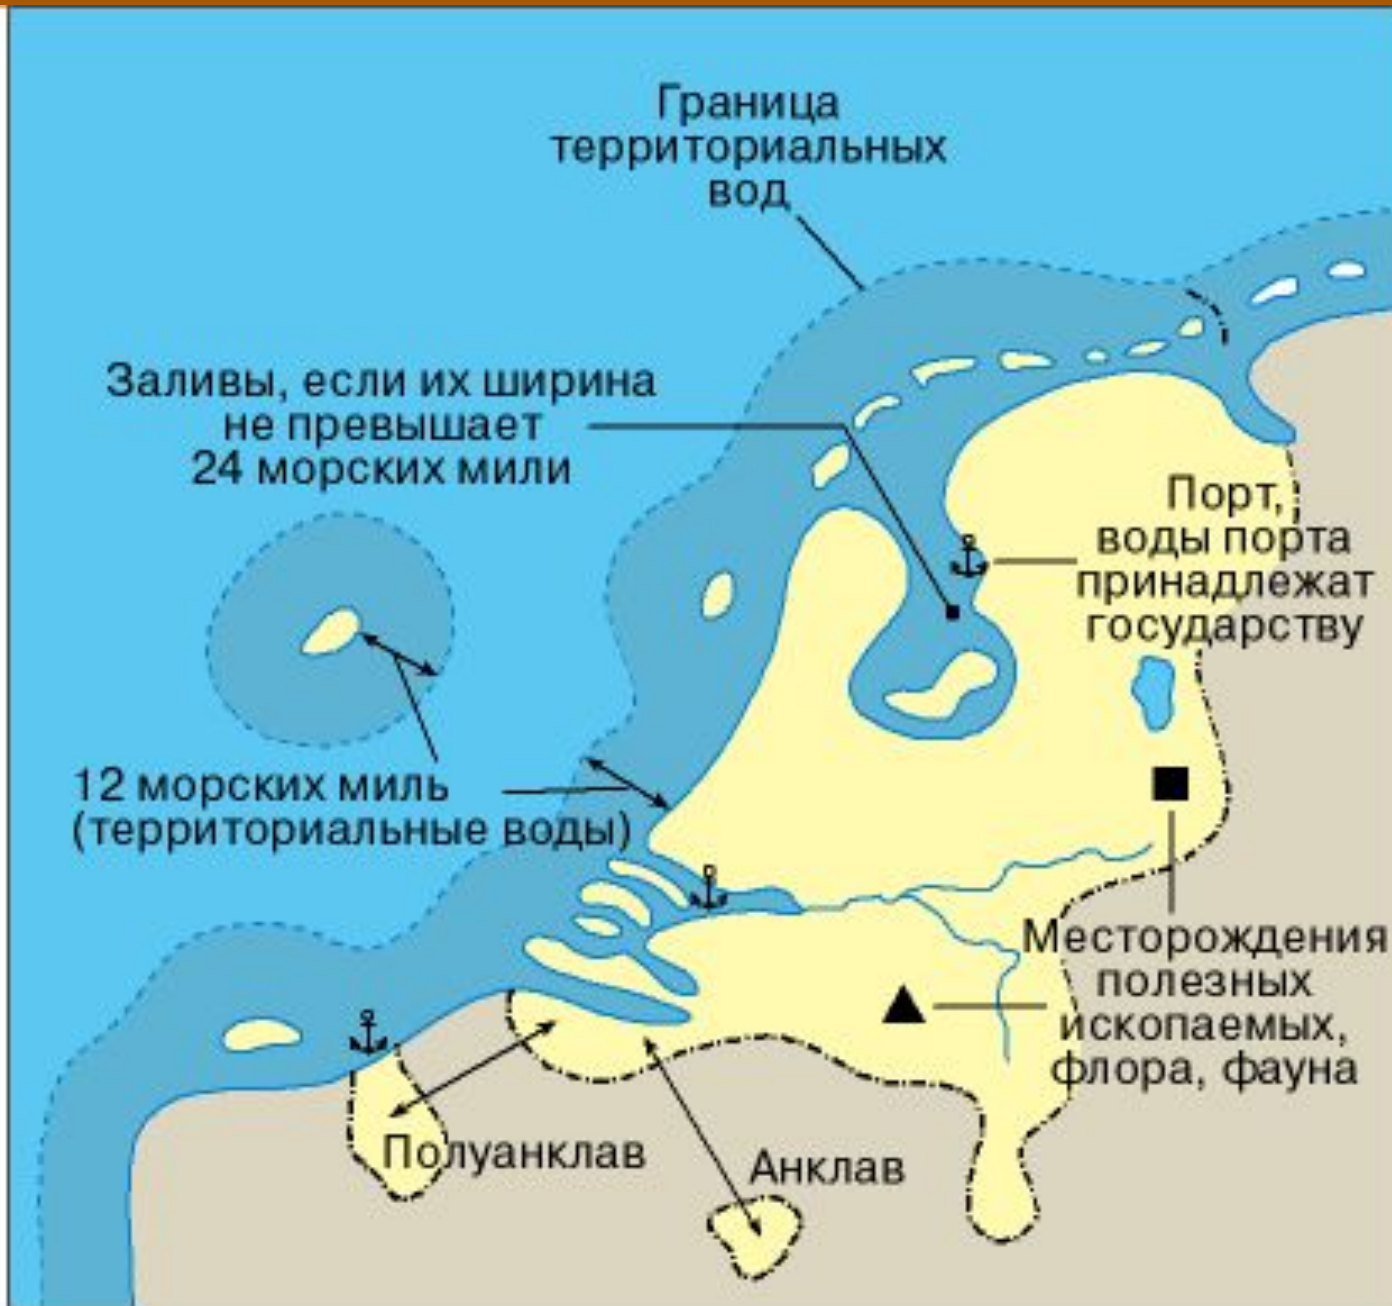 Граница
территориальных
вод
Заливы, если их ширина
не превышает
24 морских мили
Порт,
воды порта
принадлежат
государству
12 морских миль
(территориальные воды)
Месторождения
полезных
ископаемых,
флора, фауна
Полуанклав
Анклав